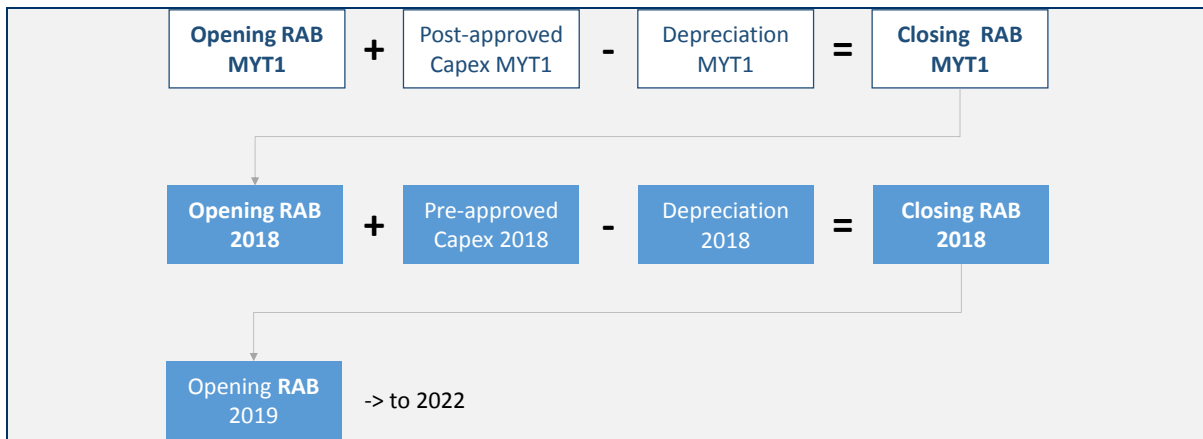 Opening RAB MYT1 + Post-approved Capex MYT1 - Depreciation MYT1 = Closing RAB MYT1
Opening RAB 2018 + Pre-approved Capex 2018 - Depreciation 2018 = Closing RAB 2018
Opening RAB 2019 -> to 2022